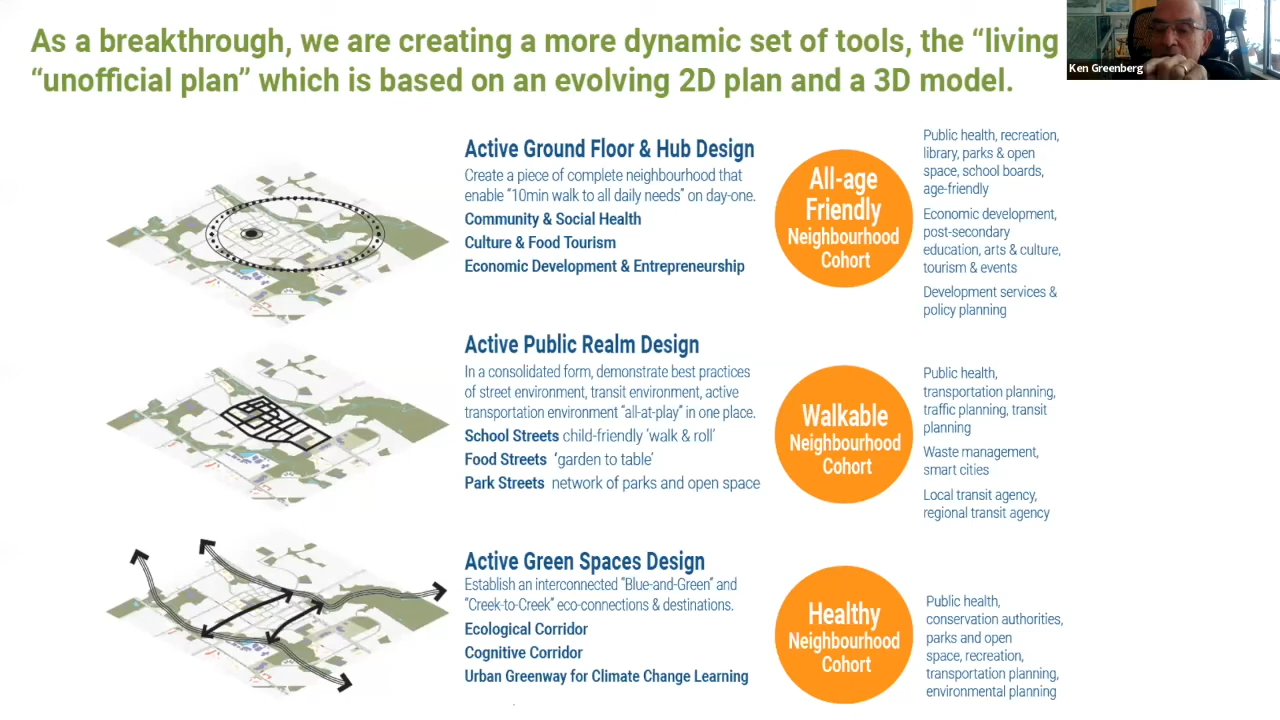 As a breakthrough, we are creating a more dynamic set of tools, the “living
“unofficial plan” which is based on an evolving 2D plan and a 3D model.
Ken Greenberg
Active Ground Floor & Hub Design
Create a piece of complete neighbourhood that
enable “10min walk to all daily needs” on day-one.
Community & Social Health
Culture & Food Tourism
Economic Development & Entrepreneurship
All-age
Friendly
Neighbourhood
Cohort
Public health, recreation,
library, parks & open
space, school boards,
age-friendly
Economic development,
post-secondary
education, arts & culture,
tourism & events
Development services &
policy planning
Active Public Realm Design
In a consolidated form, demonstrate best practices
of street environment, transit environment, active
transportation environment “all-at-play” in one place.
School Streets child-friendly ‘walk & roll’
Food Streets ‘garden to table’
Park Streets network of parks and open space
Walkable
Neighbourhood
Cohort
Public health,
transportation planning,
traffic planning, transit
planning
Waste management,
smart cities
Local transit agency,
regional transit agency
Active Green Spaces Design
Establish an interconnected “Blue-and-Green” and
“Creek-to-Creek” eco-connections & destinations.
Ecological Corridor
Cognitive Corridor
Urban Greenway for Climate Change Learning
Healthy
Neighbourhood
Cohort
Public health,
conservation authorities,
parks and open
space, recreation,
transportation planning,
environmental planning